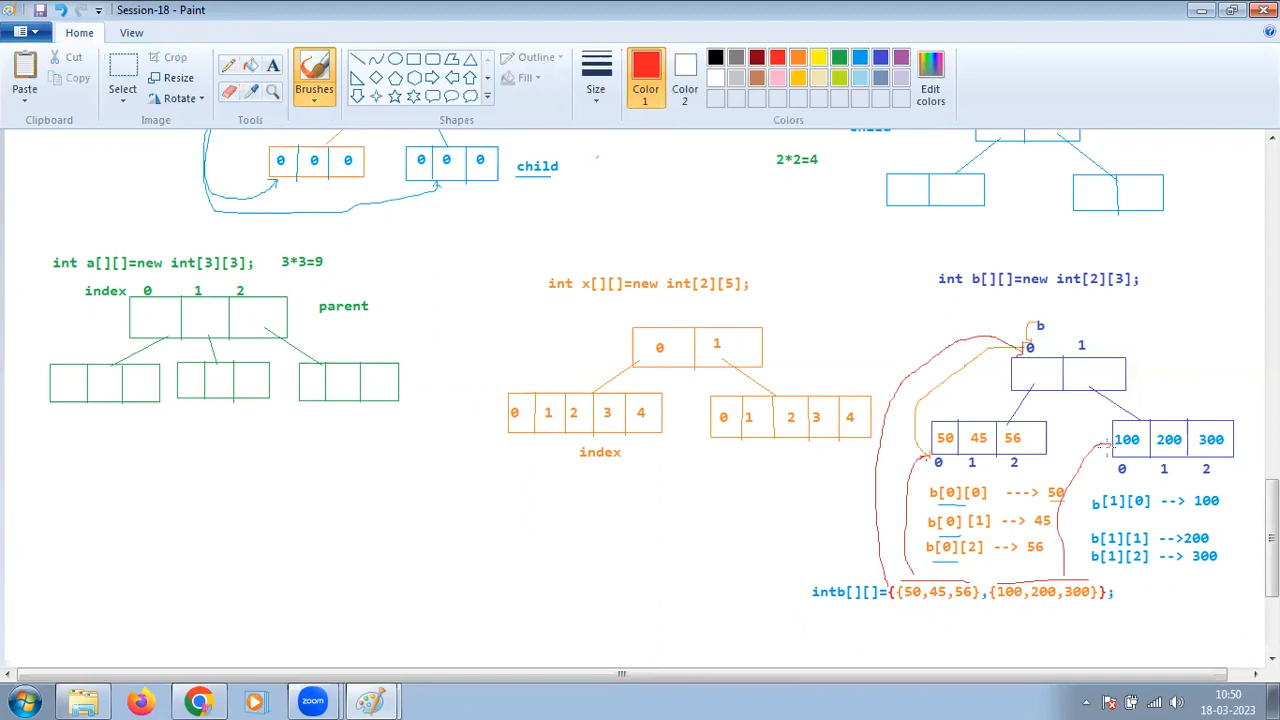 Session-18 - Paint
Home
View
Paste
Cut
Copy
Clipboard
Select
Crop
Resize
Rotate
Image
A
Tools
Brushes
Outline
Fill
Shapes
Size
Color 1
Color 2
Edit colors
Colors
0 0 0
0 0 0
child
2*2=4
child
int a[][]=new int[3][3]; 3*3=9
index 0 1 2
parent
int x[][]=new int[2][5];
0 1
0 1 2 3 4
0 1 2 3 4
index
int b[][]=new int[2][3];
b
0 1
50 45 56
0 1 2
100 200 300
0 1 2
b[0][0] ---> 50
b[0][1] --> 45
b[0][2] --> 56
b[1][0] --> 100
b[1][1] -->200
b[1][2] --> 300
intb[][]={{50,45,56},{100,200,300}};
zoom
10:50
18-03-2023